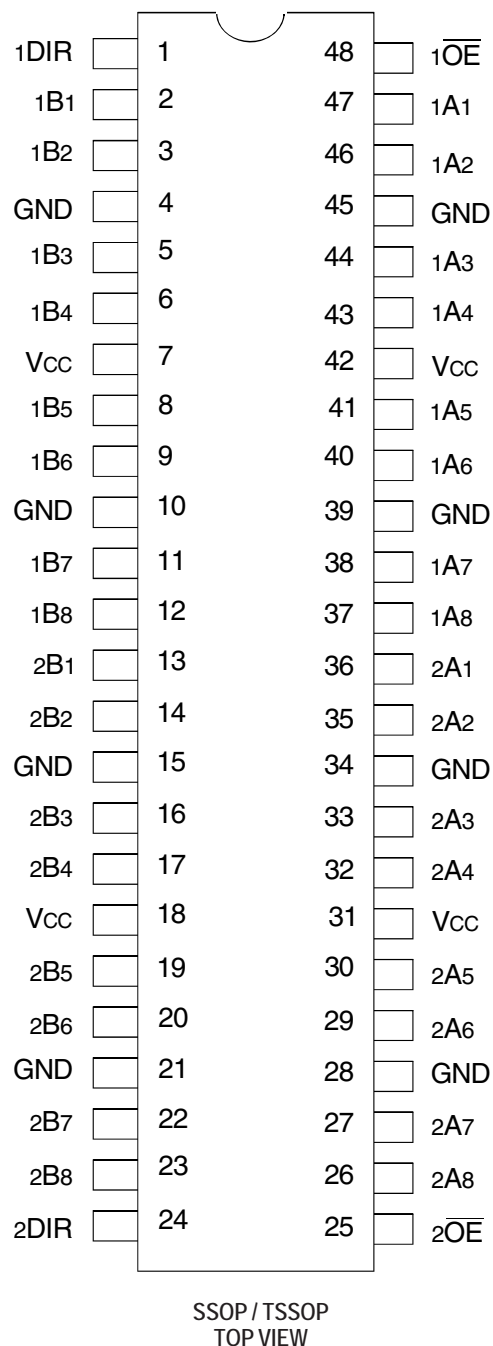 1DIR 1 48 1OE
1B1 2 47 1A1
1B2 3 46 1A2
GND 4 45 GND
1B3 5 44 1A3
1B4 6 43 1A4
VCC 7 42 VCC
1B5 8 41 1A5
1B6 9 40 1A6
GND 10 39 GND
1B7 11 38 1A7
1B8 12 37 1A8
2B1 13 36 2A1
2B2 14 35 2A2
GND 15 34 GND
2B3 16 33 2A3
2B4 17 32 2A4
VCC 18 31 VCC
2B5 19 30 2A5
2B6 20 29 2A6
GND 21 28 GND
2B7 22 27 2A7
2B8 23 26 2A8
2DIR 24 25 2OE
SSOP / TSSOP
TOP VIEW